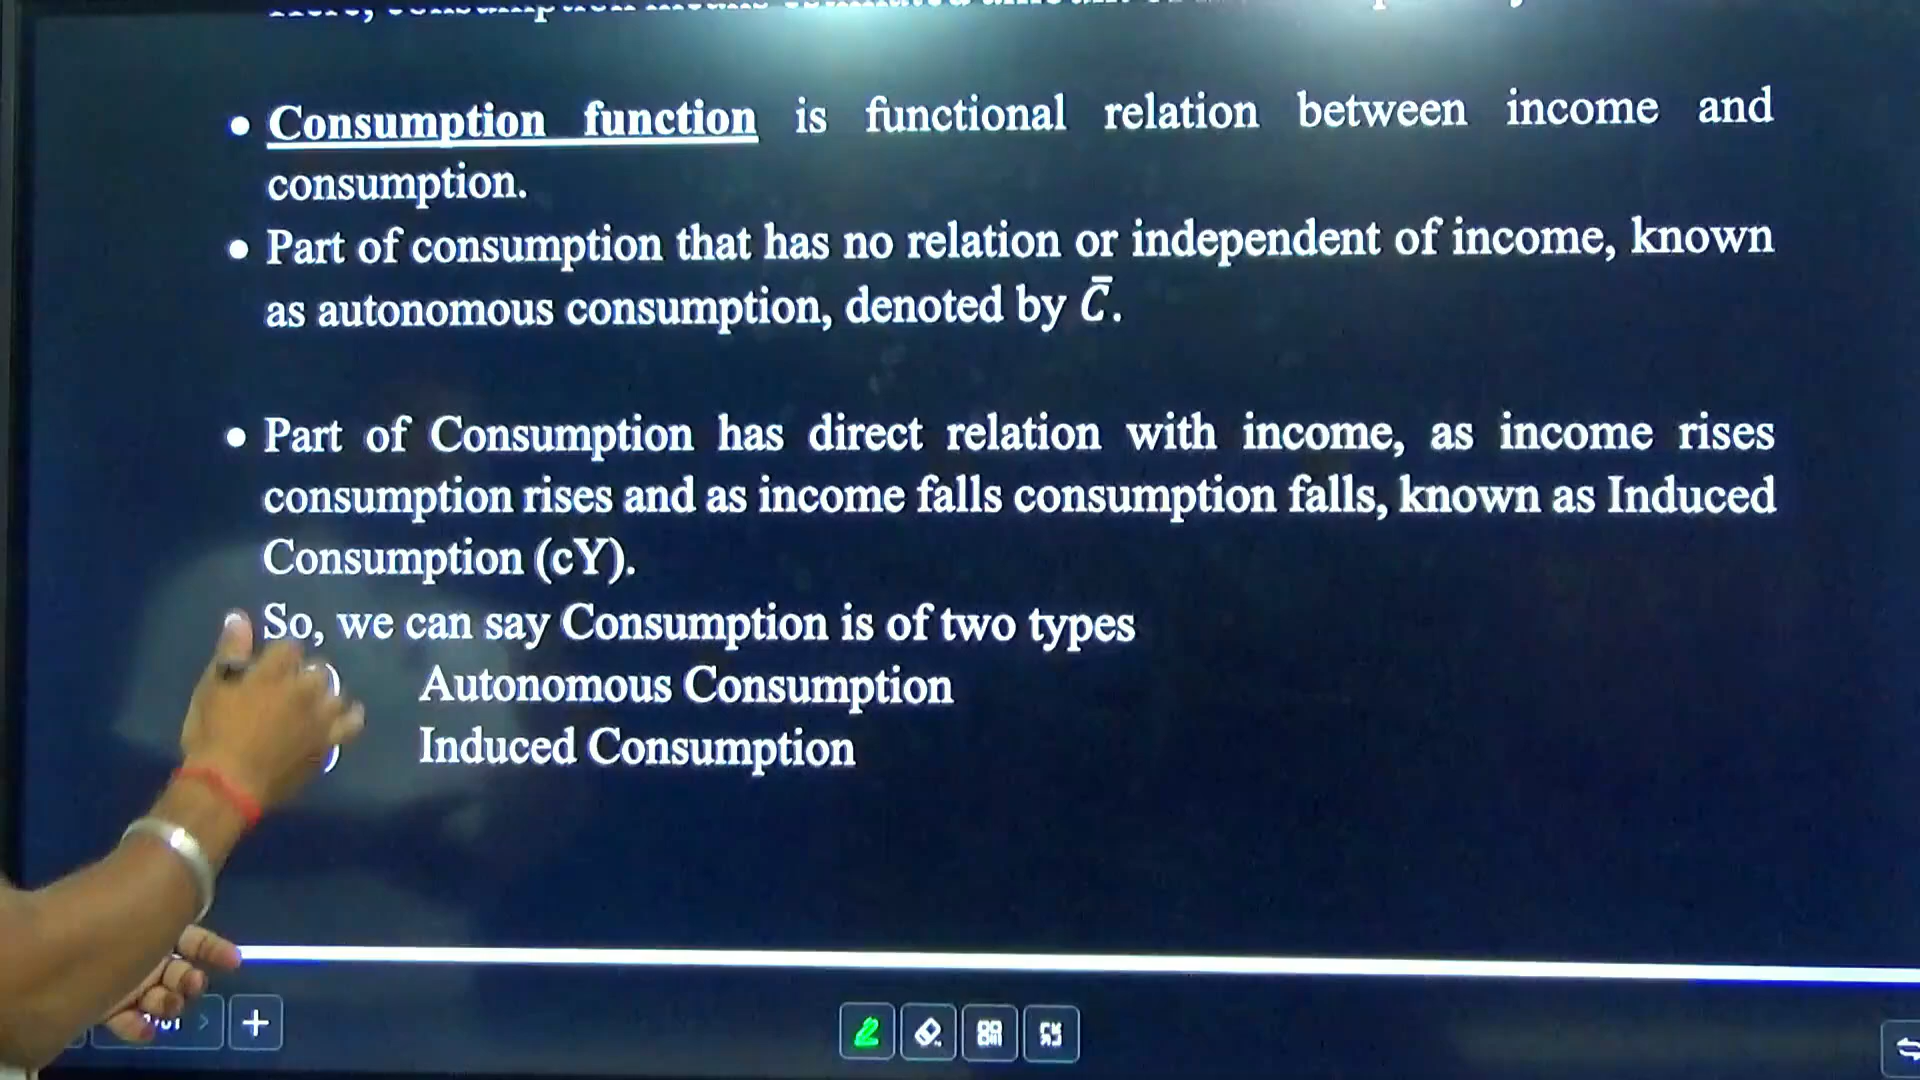 Consumption function is functional relation between income and
consumption.
Part of consumption that has no relation or independent of income, known
as autonomous consumption, denoted by C̄.
Part of Consumption has direct relation with income, as income rises
consumption rises and as income falls consumption falls, known as Induced
Consumption (cY).
So, we can say Consumption is of two types
) Autonomous Consumption
) Induced Consumption